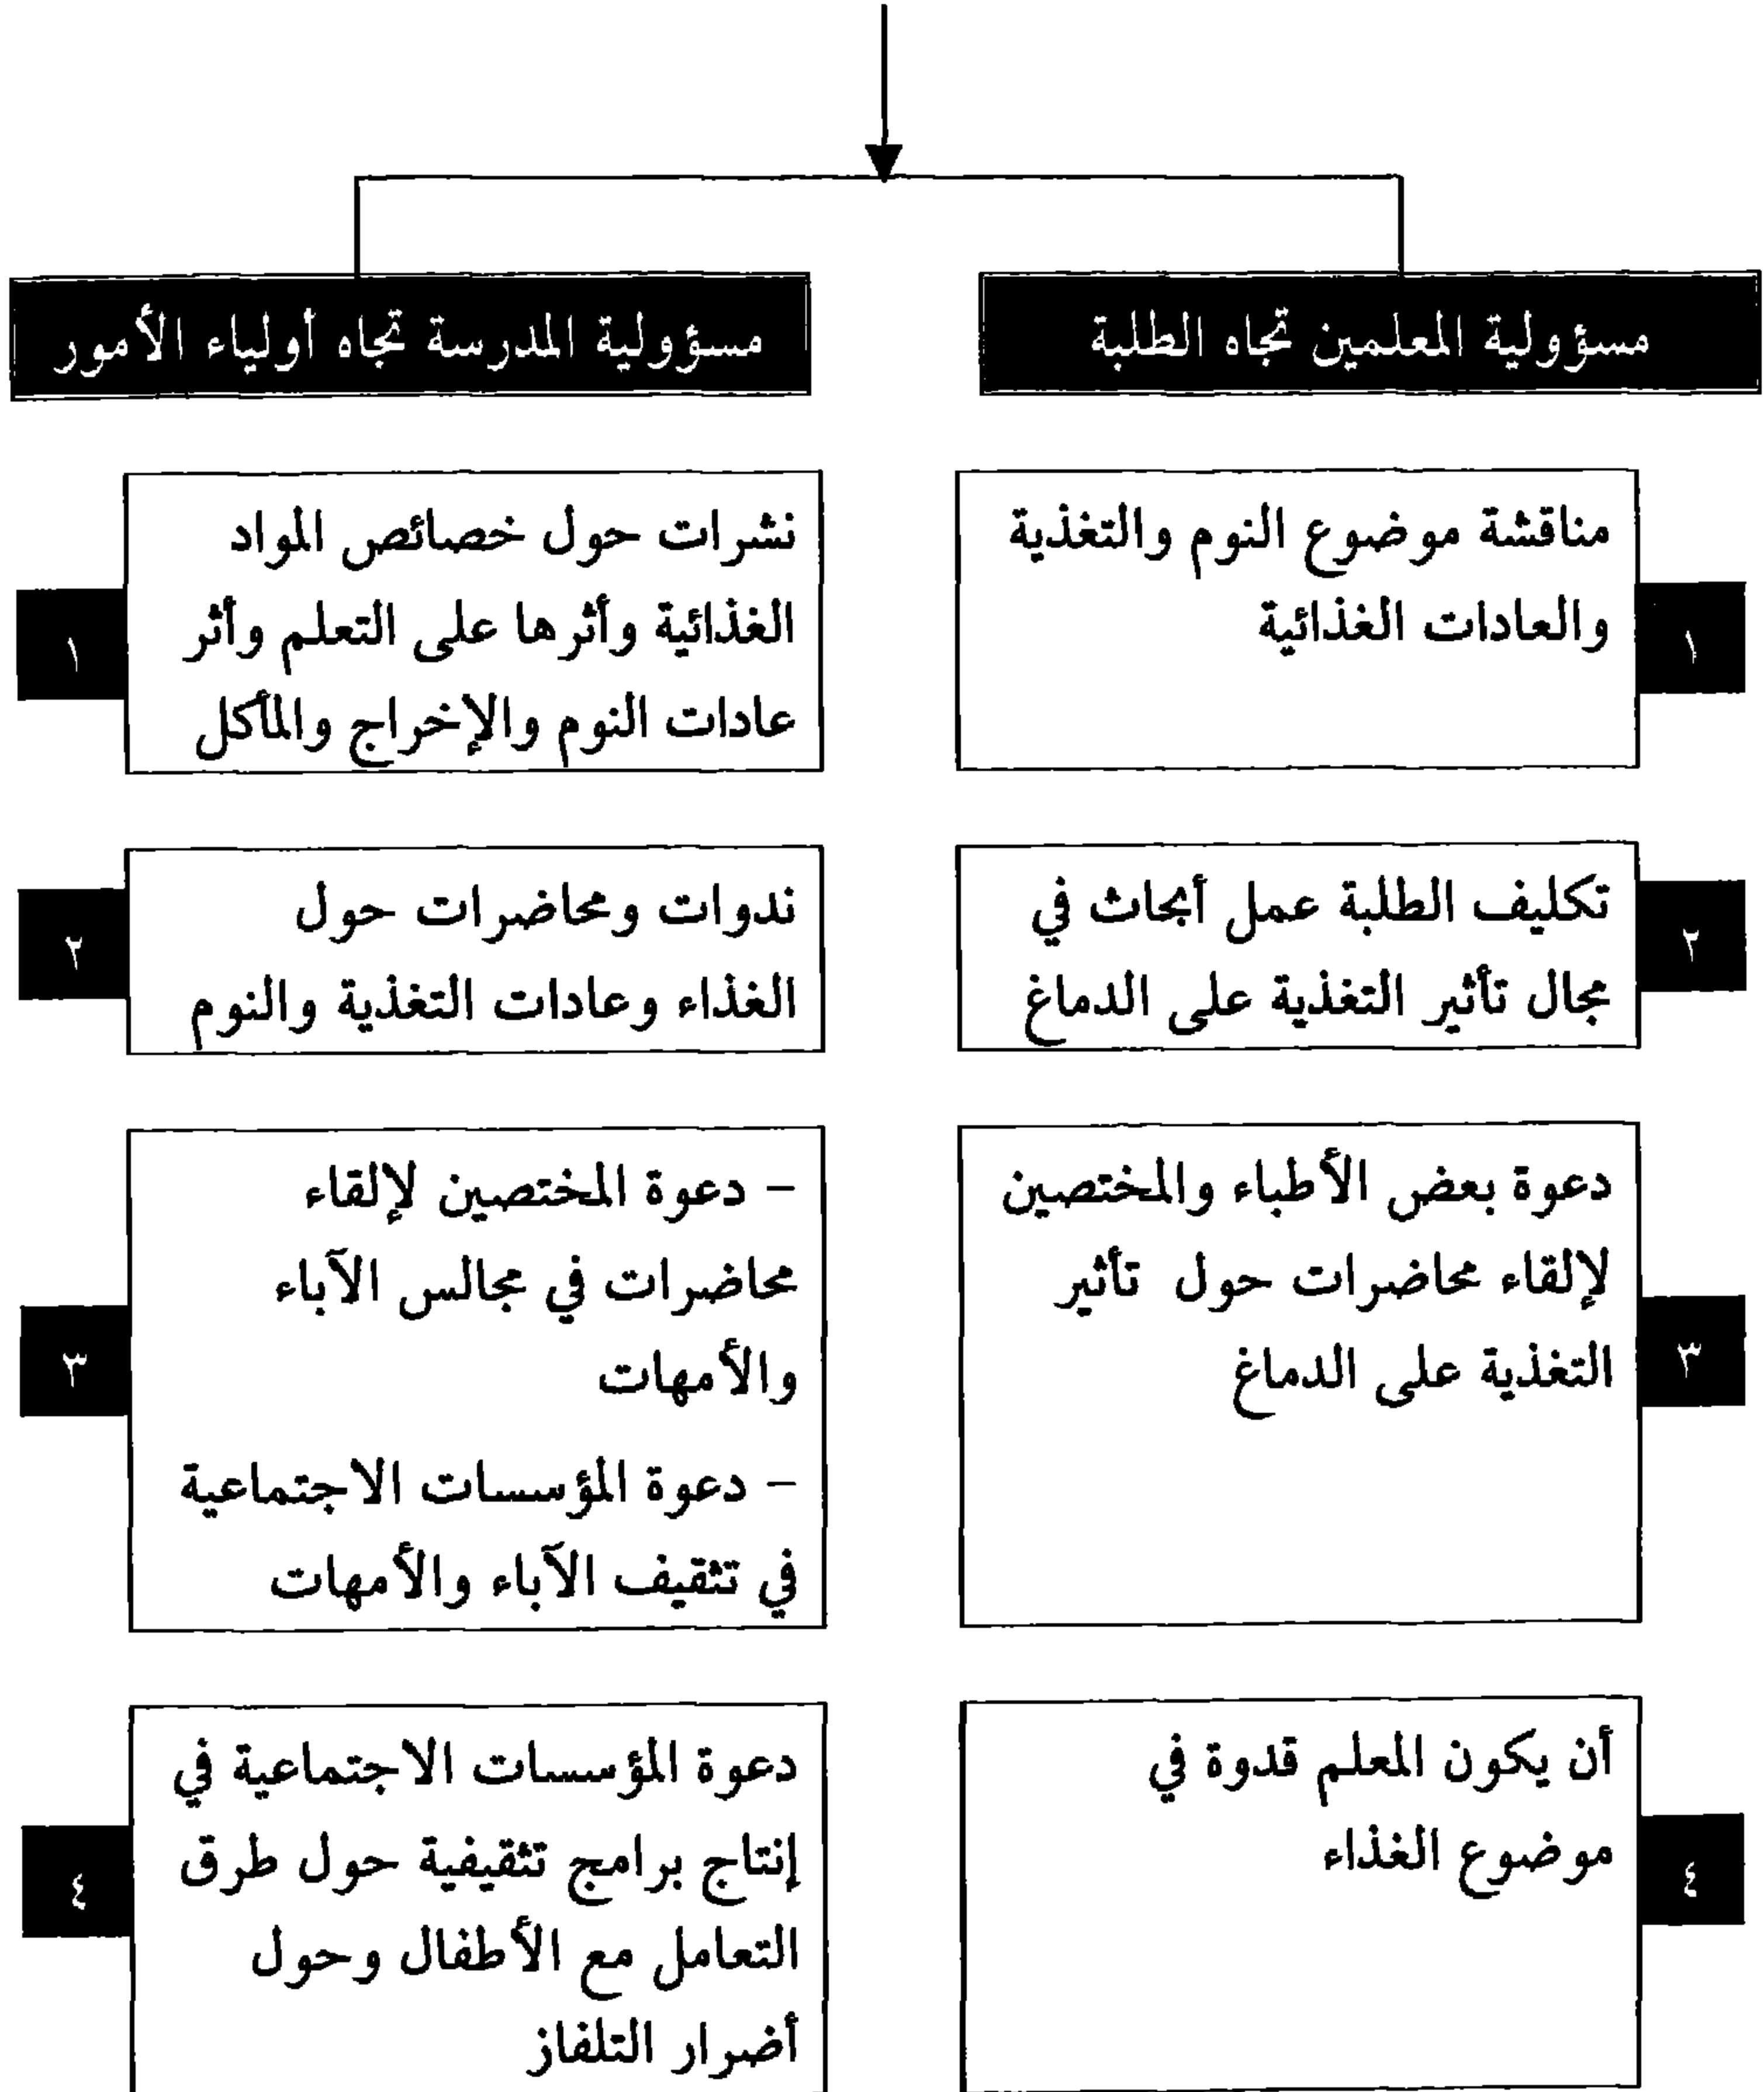 مسؤولية المعلمين تجاه الطلبة
١
مناقشة موضوع النوم والتغذية
والعادات الغذائية
٢
تكليف الطلبة عمل أبحاث في
مجال تأثير التغذية على الدماغ
٣
دعوة بعض الأطباء والمختصين
لإلقاء محاضرات حول تأثير
التغذية على الدماغ
٤
أن يكون المعلم قدوة في
موضوع الغذاء
مسؤولية المدرسة تجاه أولياء الأمور
١
نشرات حول خصائص المواد
الغذائية وأثرها على التعلم وأثر
عادات النوم والإخراج والمآكل
٢
ندوات ومحاضرات حول
الغذاء وعادات التغذية والنوم
٣
– دعوة المختصين لإلقاء
محاضرات في مجالس الآباء
والأمهات
– دعوة المؤسسات الاجتماعية
في تثقيف الآباء والأمهات
٤
دعوة المؤسسات الاجتماعية في
إنتاج برامج تثقيفية حول طرق
التعامل مع الأطفال وحول
أضرار التلفاز